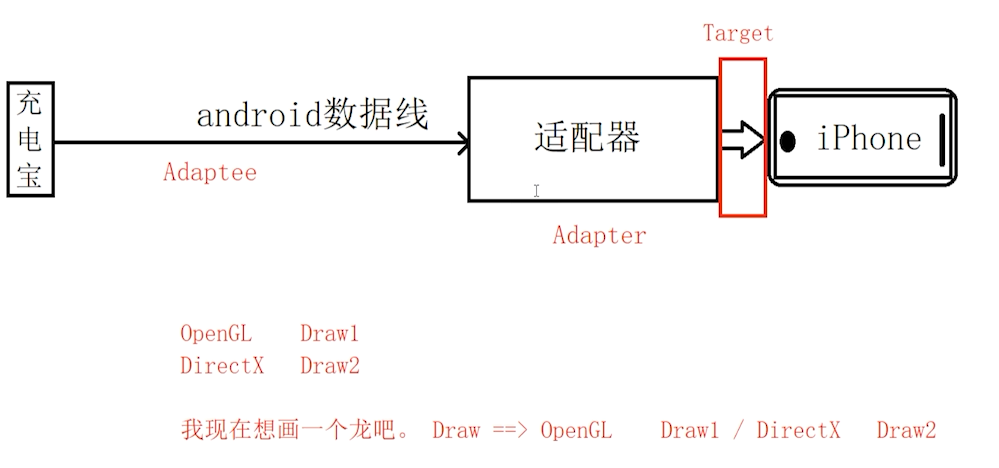 Target
充电宝
android数据线
适配器
iPhone
Adaptee
Adapter
OpenGL Draw1
DirectX Draw2
我现在想画一个龙吧。 Draw ==> OpenGL Draw1 / DirectX Draw2